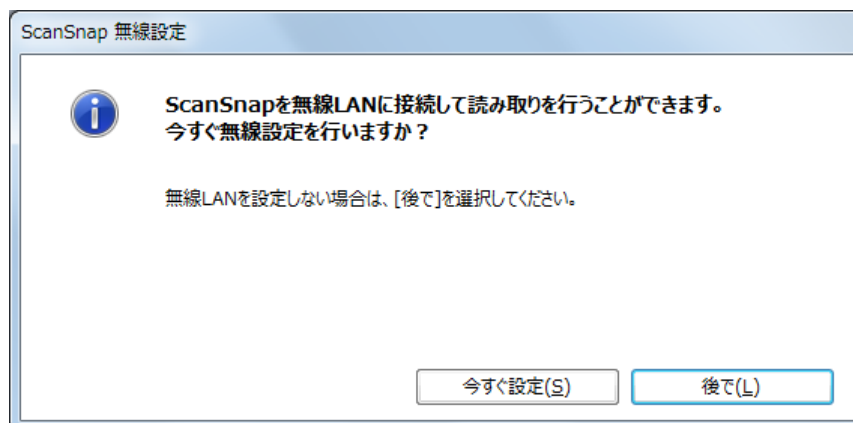 ScanSnap 無線設定
ScanSnapを無線LANに接続して読み取りを行うことができます。
今すぐ無線設定を行いますか？
無線LANを設定しない場合は、[後で]を選択してください。
今すぐ設定(S)
後で(L)